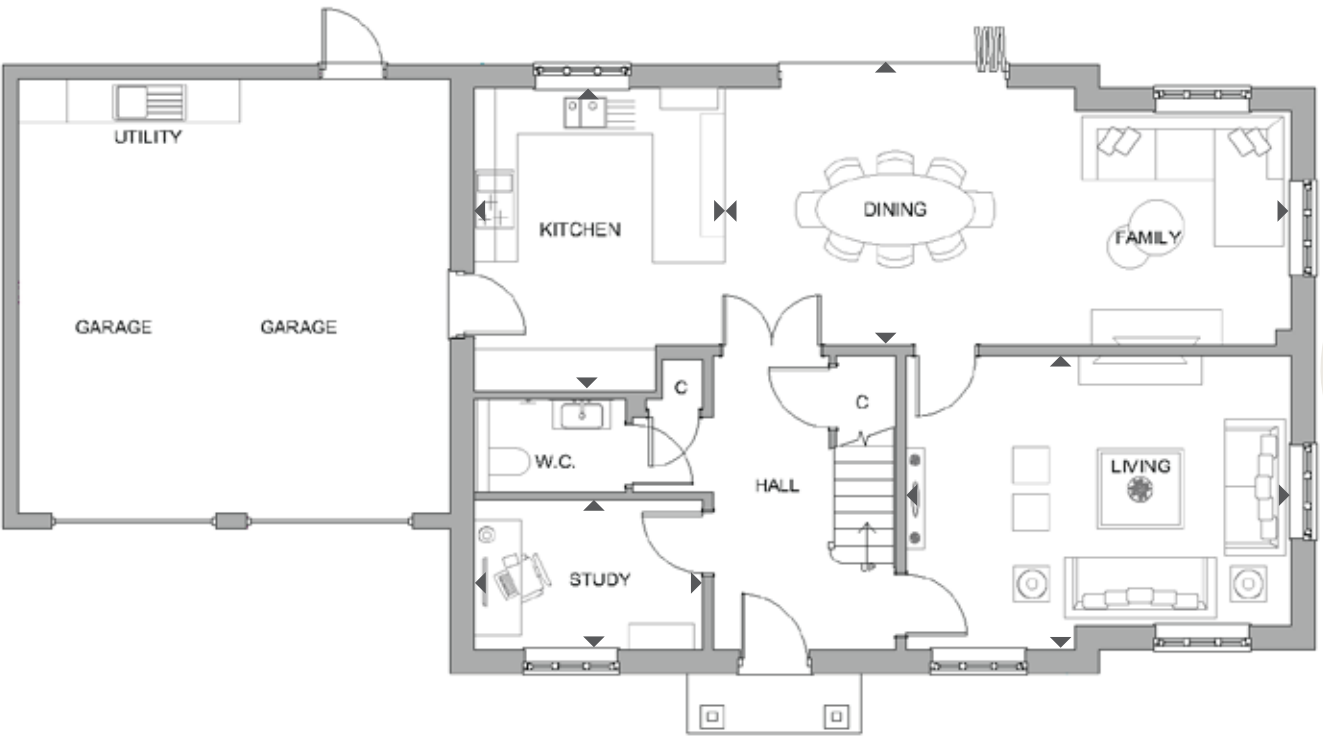 UTILITY
KITCHEN
DINING
FAMILY
GARAGE
GARAGE
C
C
W.C.
HALL
LIVING
STUDY